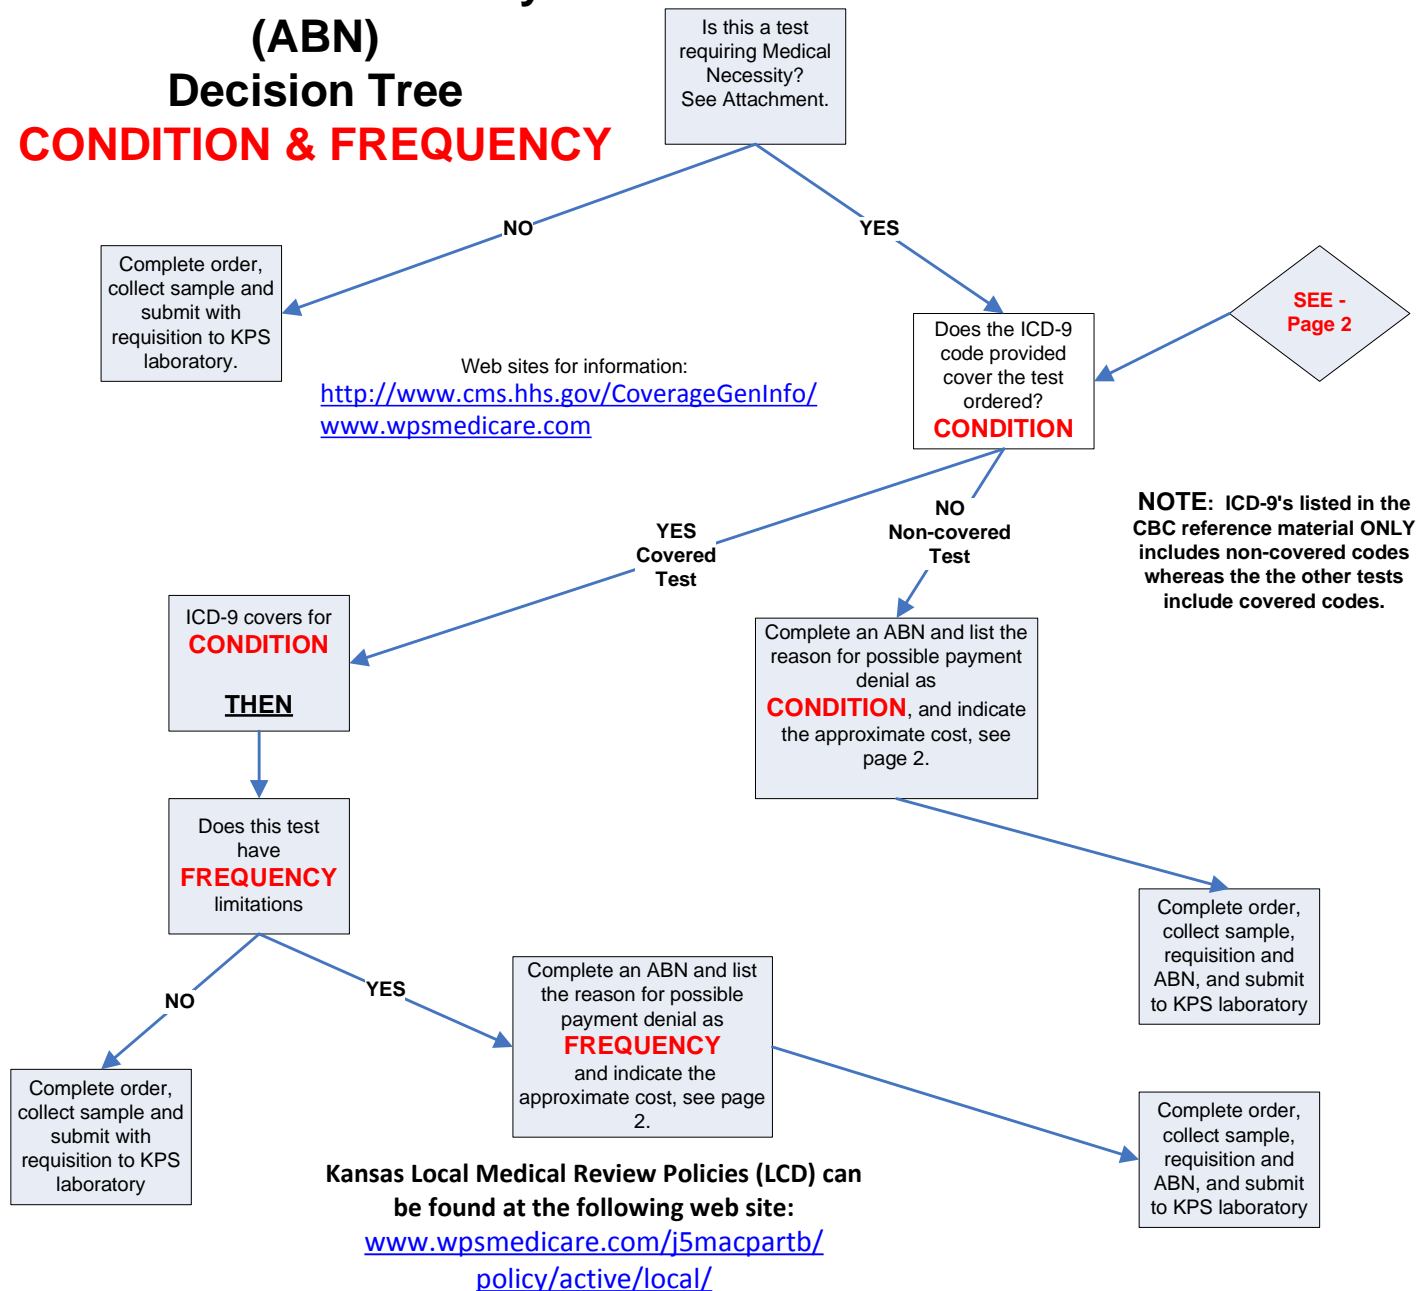 (ABN)
Decision Tree
CONDITION & FREQUENCY
Is this a test
requiring Medical
Necessity?
See Attachment.
NO
YES
Complete order,
collect sample and
submit with
requisition to KPS
laboratory.
Web sites for information:
http://www.cms.hhs.gov/CoverageGenInfo/
www.wpsmedicare.com
Does the ICD-9
code provided
cover the test
ordered?
CONDITION
SEE -
Page 2
YES
Covered
Test
NO
Non-covered
Test
NOTE: ICD-9's listed in the
CBC reference material ONLY
includes non-covered codes
whereas the the other tests
include covered codes.
ICD-9 covers for
CONDITION
THEN
Complete an ABN and list the
reason for possible payment
denial as
CONDITION, and indicate
the approximate cost, see
page 2.
Does this test
have
FREQUENCY
limitations
Complete order,
collect sample,
requisition and
ABN, and submit
to KPS laboratory
NO
YES
Complete an ABN and list
the reason for possible
payment denial as
FREQUENCY
and indicate the
approximate cost, see page
2.
Complete order,
collect sample and
submit with
requisition to KPS
laboratory
Complete order,
collect sample,
requisition and
ABN, and submit
to KPS laboratory
Kansas Local Medical Review Policies (LCD) can
be found at the following web site:
www.wpsmedicare.com/j5macpartb/
policy/active/local/